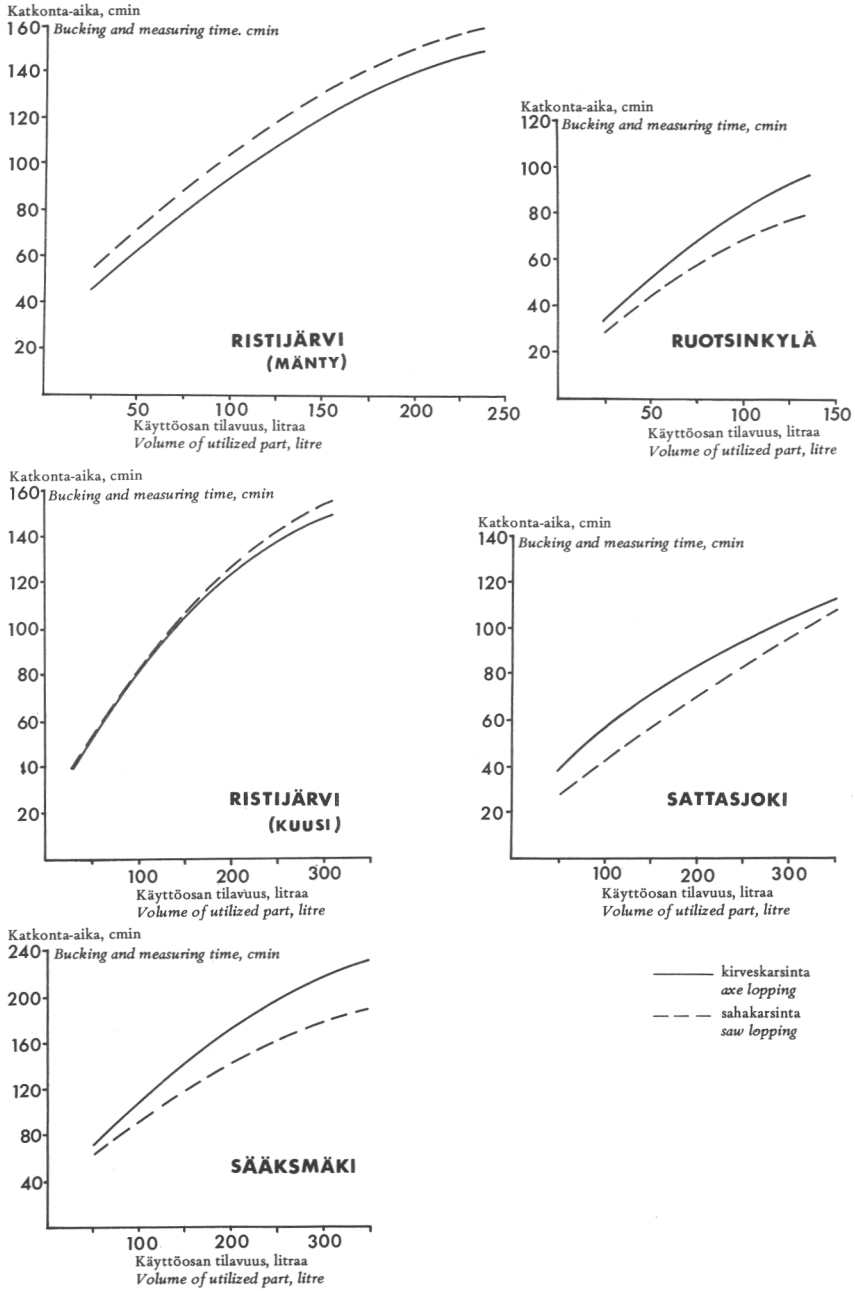 Katkonta-aika, cmin
Bucking and measuring time. cmin
160
140
120
100
80
60
40
20
50 100 150 200 250
RISTIJÄRVI
(MÄNTY)
Käyttöosan tilavuus, litraa
Volume of utilized part, litre
Katkonta-aika, cmin
Bucking and measuring time, cmin
120
100
80
60
40
20
50 100 150
RUOTSINKYLÄ
Käyttöosan tilavuus, litraa
Volume of utilized part, litre
Katkonta-aika, cmin
Bucking and measuring time, cmin
160
140
120
100
80
60
40
20
100 200 300
RISTIJÄRVI
(KUUSI)
Käyttöosan tilavuus, litraa
Volume of utilized part, litre
Katkonta-aika, cmin
Bucking and measuring time, cmin
140
120
100
80
60
40
20
100 200 300
SATTASJOKI
Käyttöosan tilavuus, litraa
Volume of utilized part, litre
Katkonta-aika, cmin
Bucking and measuring time, cmin
240
200
160
120
80
40
100 200 300
SÄÄKSMÄKI
Käyttöosan tilavuus, litraa
Volume of utilized part, litre
kirveskarsinta
axe lopping
sahakarsinta
saw lopping